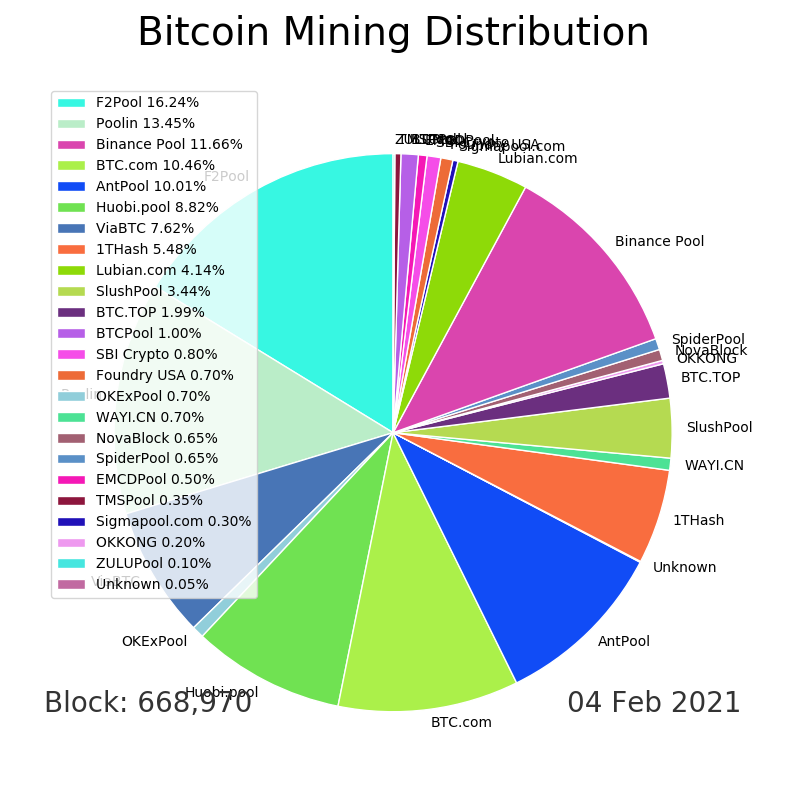 Bitcoin Mining Distribution
F2Pool 16.24%
Poolin 13.45%
Binance Pool 11.66%
BTC.com 10.46%
AntPool 10.01%
Huobi.pool 8.82%
ViaBTC 7.62%
1THash 5.48%
Lubian.com 4.14%
SlushPool 3.44%
BTC.TOP 1.99%
BTCPool 1.00%
SBI Crypto 0.80%
Foundry USA 0.70%
OKExPool 0.70%
WAYI.CN 0.70%
NovaBlock 0.65%
SpiderPool 0.65%
EMCDPool 0.50%
TMSPool 0.35%
Sigmapool.com 0.30%
OKKONG 0.20%
ZULUPool 0.10%
Unknown 0.05%
F2Pool
ViaBTC
OKExPool
Huobi.pool
BTC.com
AntPool
Unknown
1THash
WAYI.CN
SlushPool
BTC.TOP
OKKONG
NovaBlock
SpiderPool
Binance Pool
Lubian.com
Sigmapool.com
USA
Block: 668,970
04 Feb 2021